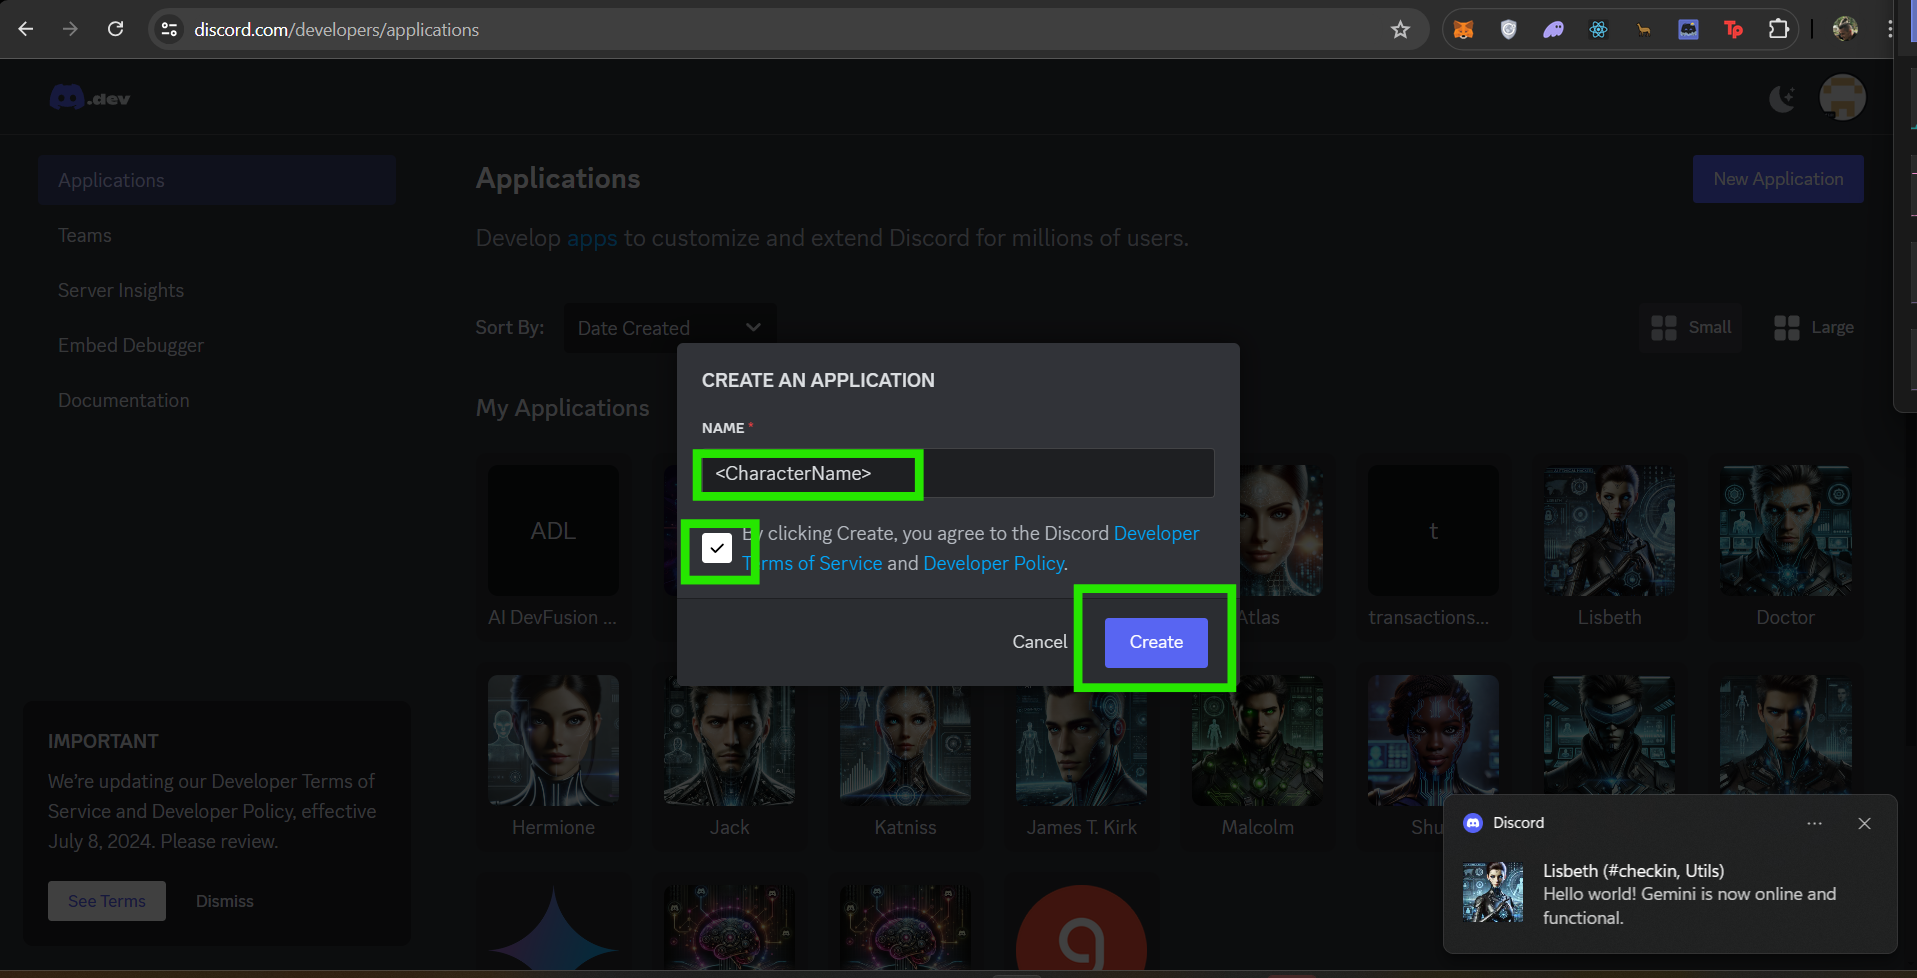 discord.com/developers/applications
Tp
.dev
Applications
Teams
Server Insights
Embed Debugger
Documentation
Applications
New Application
Develop apps to customize and extend Discord for millions of users.
Sort By:
Date Created
Small
Large
My Applications
CREATE AN APPLICATION
NAME *
<CharacterName>
By clicking Create, you agree to the Discord Developer
Terms of Service and Developer Policy.
Cancel
Create
ADL
t
AI DevFusion ...
Atlas
transactions...
Lisbeth
Doctor
Hermione
Jack
Katniss
James T. Kirk
Malcolm
Shu
IMPORTANT
We're updating our Developer Terms of
Service and Developer Policy, effective
July 8, 2024. Please review.
See Terms
Dismiss
Discord
Lisbeth (#checkin, Utils)
Hello world! Gemini is now online and
functional.